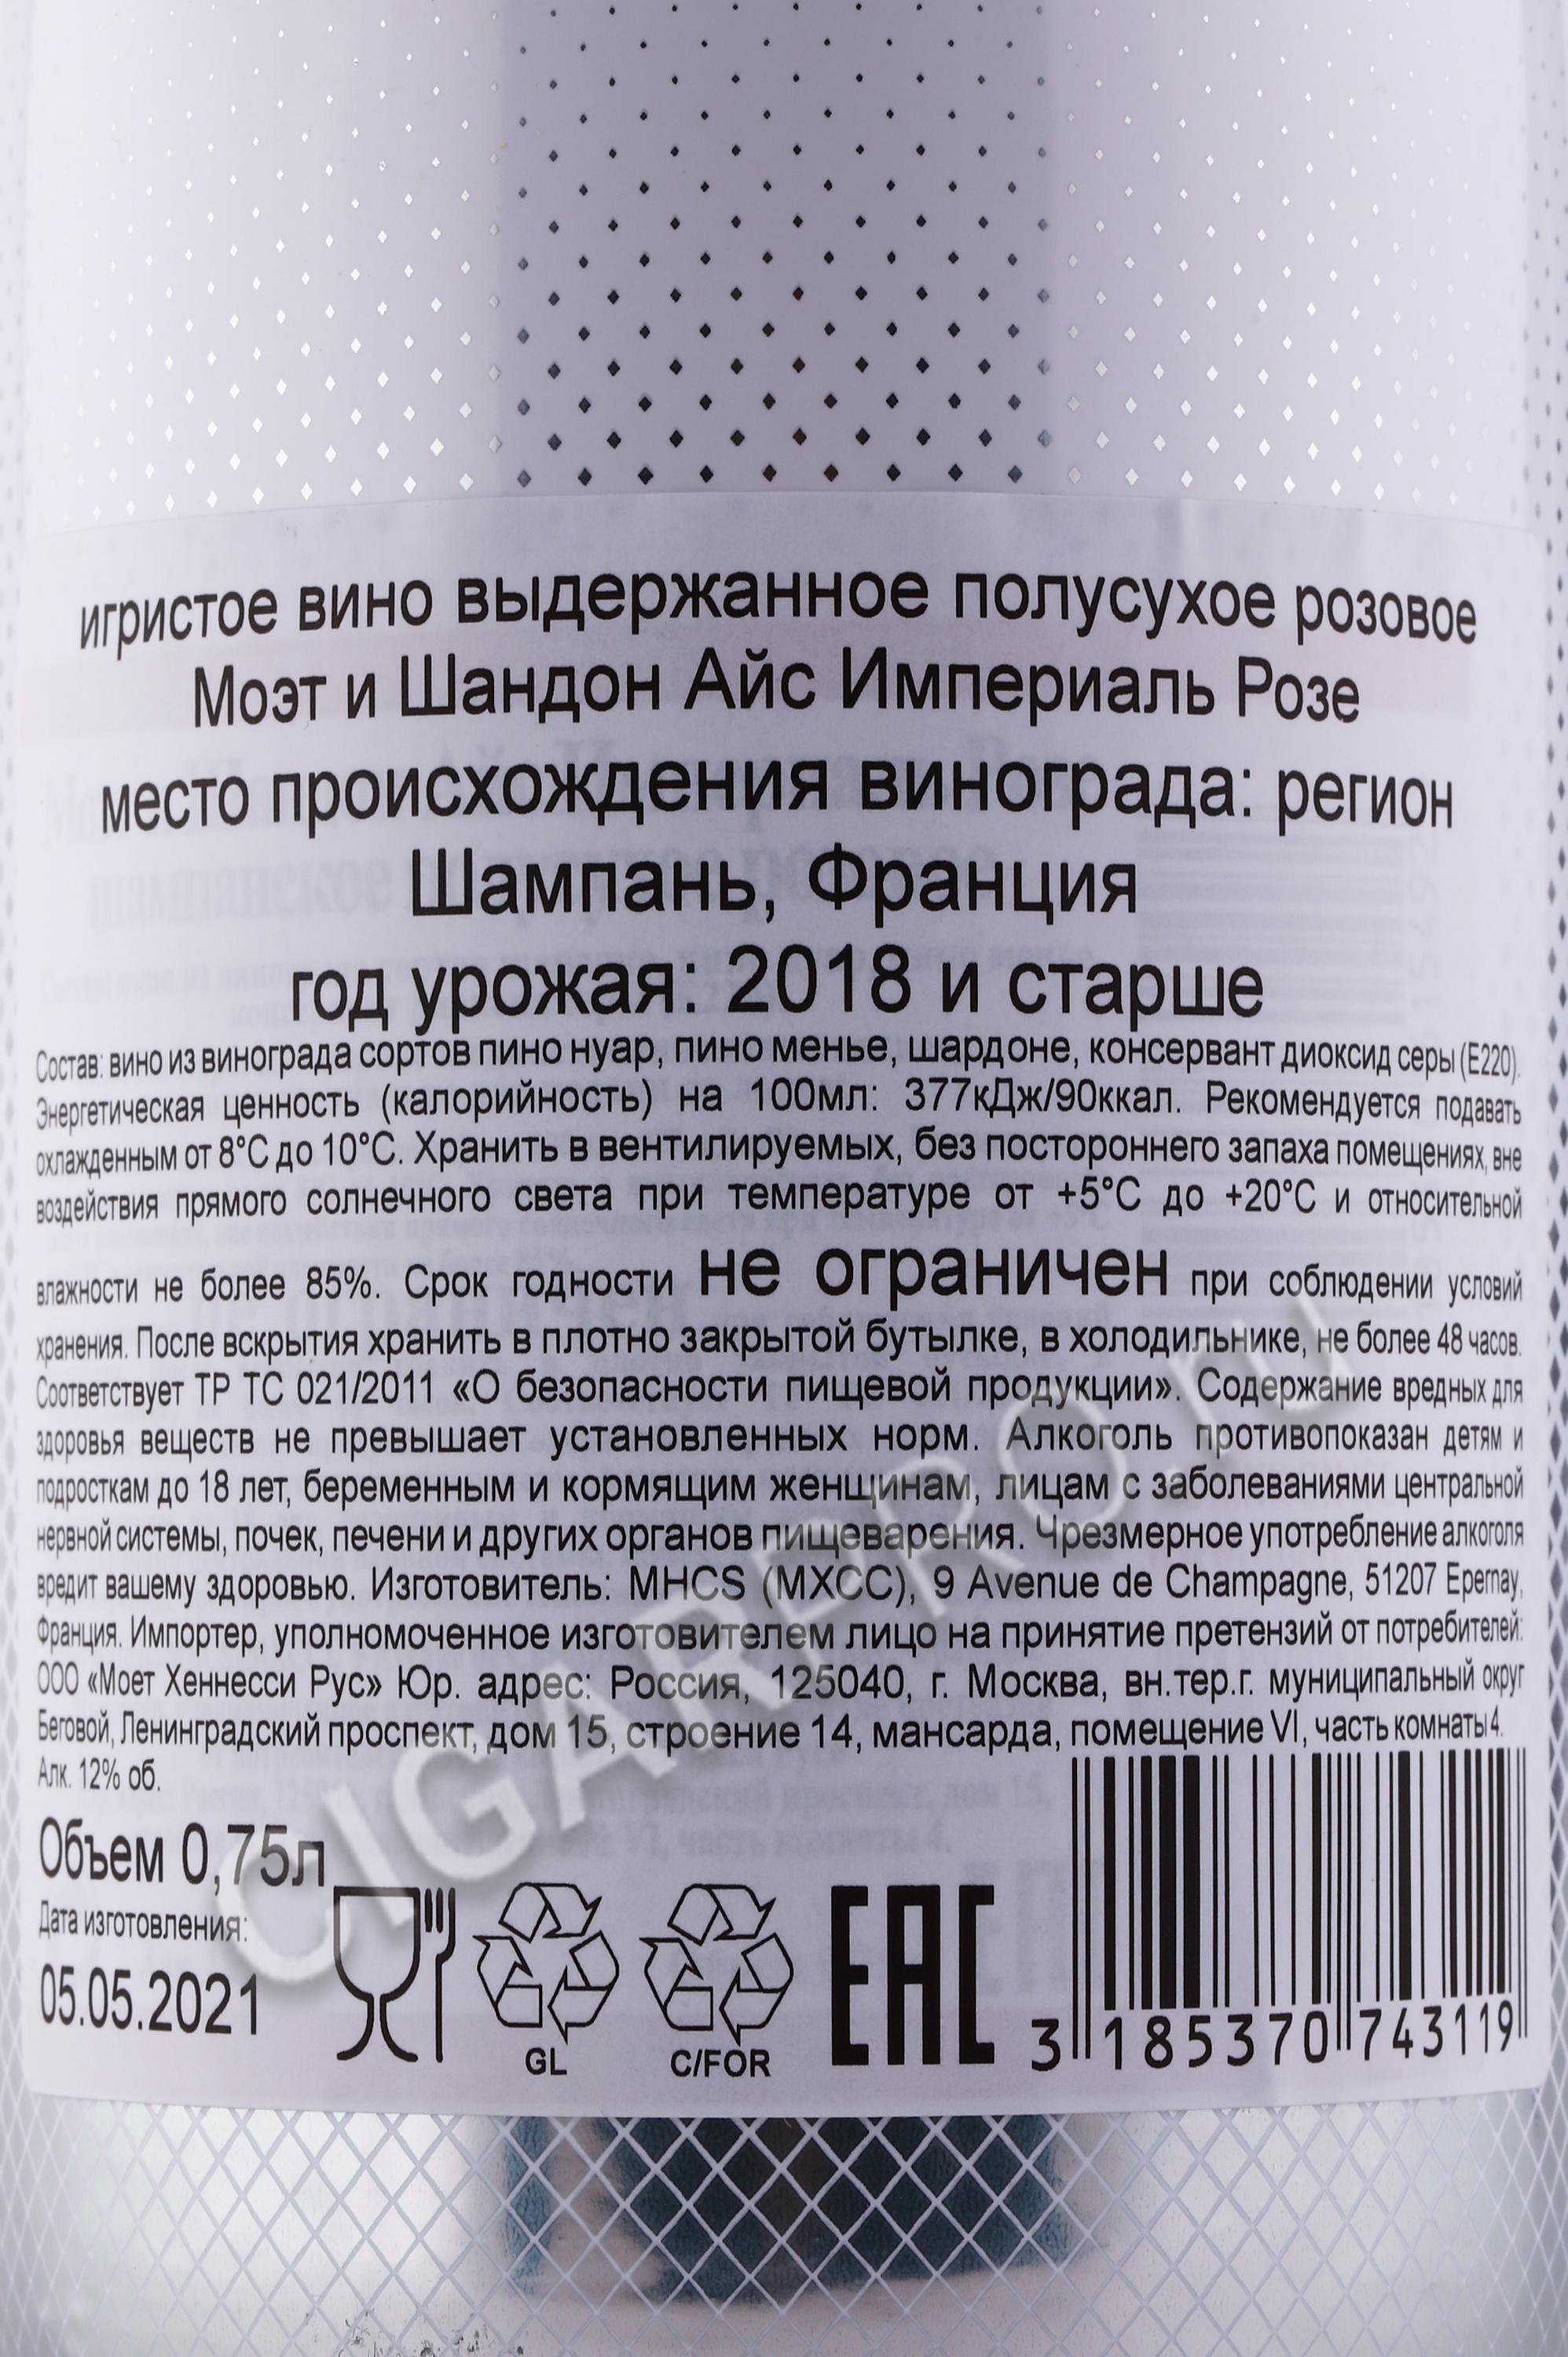 игристое вино выдержанное полусухое розовое
Моэт и Шандон Айс Империаль Розе
место происхождения винограда: регион
Шампань, Франция
год урожая: 2018 и старше
Состав: вино из винограда сортов пино нуар, пино менье, шардоне, консервант диоксид серы (Е220).
Энергетическая ценность (калорийность) на 100мл: 377кДж/90ккал. Рекомендуется подавать
охлажденным от 8°С до 10°С. Хранить в вентилируемых, без постороннего запаха помещениях, вне
воздействия прямого солнечного света при температуре от +5°С до +20°С и относительной
влажности не более 85%. Срок годности не ограничен при соблюдении условий
хранения. После вскрытия хранить в плотно закрытой бутылке, в холодильнике, не более 48 часов.
Соответствует ТР ТС 021/2011 «О безопасности пищевой продукции». Содержание вредных для
здоровья веществ не превышает установленных норм. Алкоголь противопоказан детям и
подросткам до 18 лет, беременным и кормящим женщинам, лицам с заболеваниями центральной
нервной системы, почек, печени и других органов пищеварения. Чрезмерное употребление алкоголя
вредит вашему здоровью. Изготовитель: MHCS (МХСС), 9 Avenue de Champagne, 51207 Epernay,
Франция. Импортер, уполномоченное изготовителем лицо на принятие претензий от потребителей:
ООО «Моет Хеннесси Рус» Юр. адрес: Россия, 125040, г. Москва, вн.тер.г. муниципальный округ
Беговой, Ленинградский проспект, дом 15, строение 14, мансарда, помещение VI, часть комнаты 4.
Алк. 12% об.
Объем 0,75л
Дата изготовления:
05.05.2021
GL
C/FOR
EAC
3 185370 743119
CIGARPRO.ru